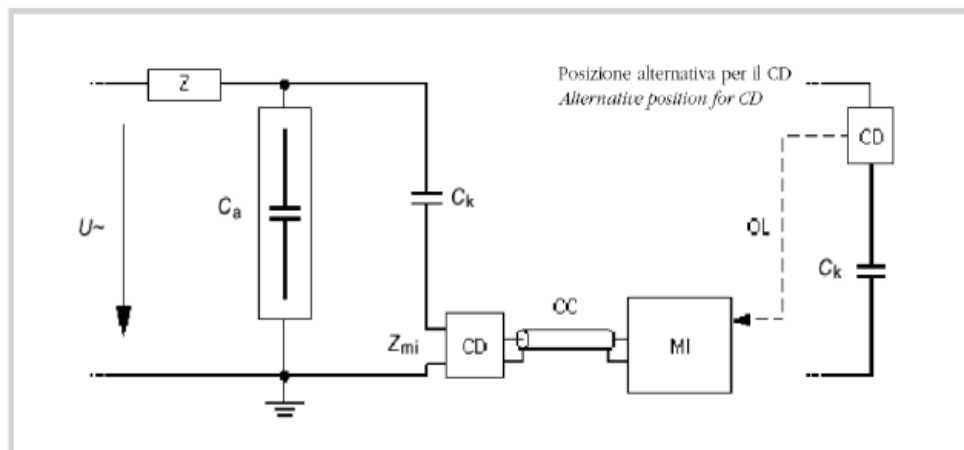 Z
Posizione alternativa per il CD
Alternative position for CD
CD
U~
Ca
Ck
OL
Ck
CC
Zmi
CD
MI